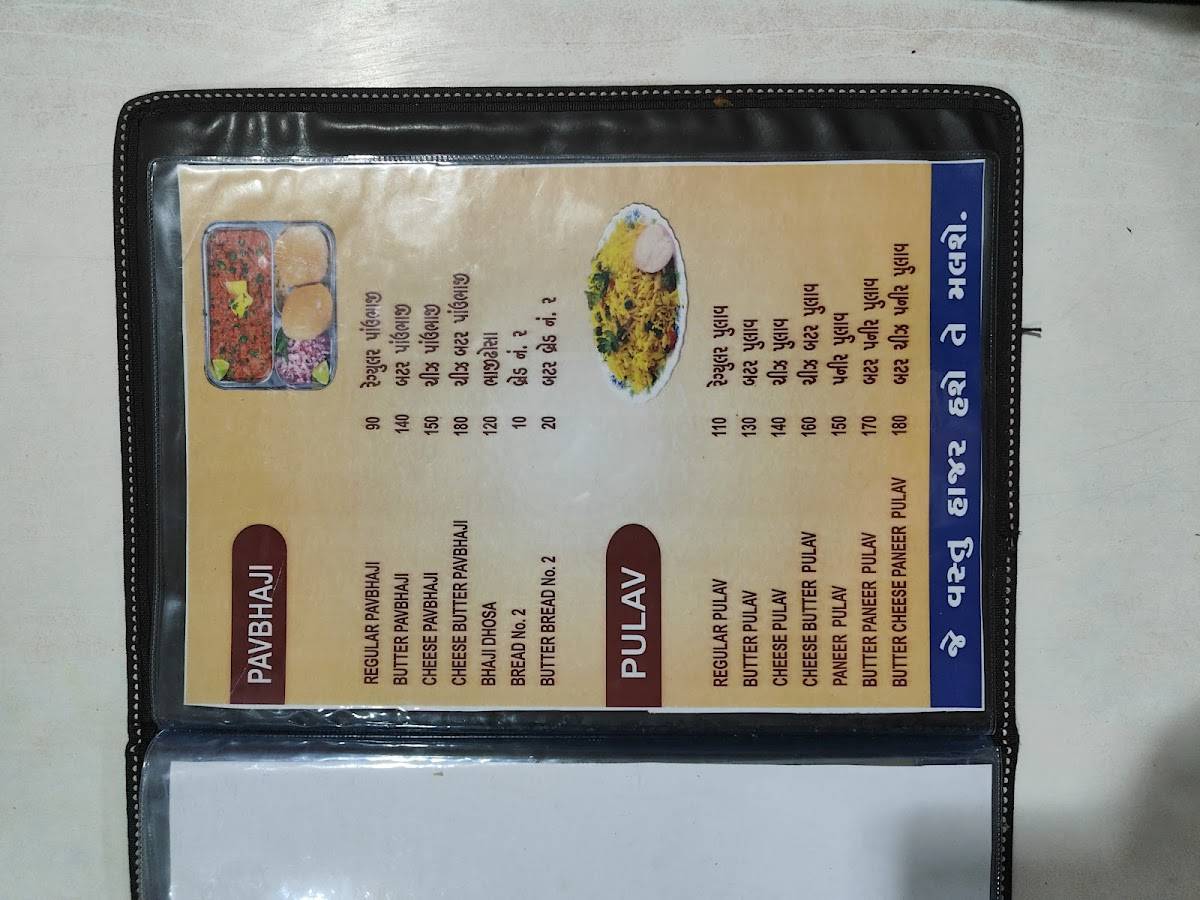 PAVBHAJI
REGULAR PAVBHAJI 90 રેગ્યુલર પાંઉભાજી
BUTTER PAVBHAJI 140 બટર પાંઉભાજી
CHEESE PAVBHAJI 150 ચીઝ પાંઉભાજી
CHEESE BUTTER PAVBHAJI 180 ચીઝ બટર પાંઉભાજી
BHAJI DHOSA 120 ભાજીઢોસા
BREAD No. 2 10 બ્રેડ નં. ૨
BUTTER BREAD No. 2 20 બટર બ્રેડ નં. ૨
PULAV
REGULAR PULAV 110 રેગ્યુલર પુલાવ
BUTTER PULAV 130 બટર પુલાવ
CHEESE PULAV 140 ચીઝ પુલાવ
CHEESE BUTTER PULAV 160 ચીઝ બટર પુલાવ
PANEER PULAV 150 પનીર પુલાવ
BUTTER PANEER PULAV 170 બટર પનીર પુલાવ
BUTTER CHEESE PANEER PULAV 180 બટર ચીઝ પનીર પુલાવ
જે વસ્તુ હાજર હશે તે મલશે.